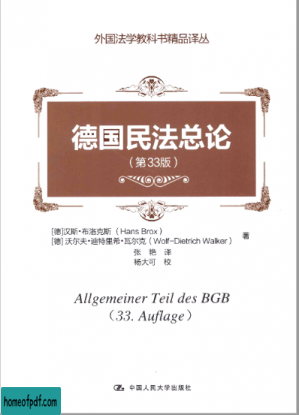 外国法学教科书精品译丛
德国民法总论
（第33版）
[德]汉斯·布洛克斯（Hans Brox）
[德]沃尔夫·迪特里希·瓦尔克（Wolf-Dietrich Walker）
著
张 艳 译
杨大可 校
Allgemeiner Teil des BGB
（33. Auflage）
中国人民大学出版社
homeofpdf.com